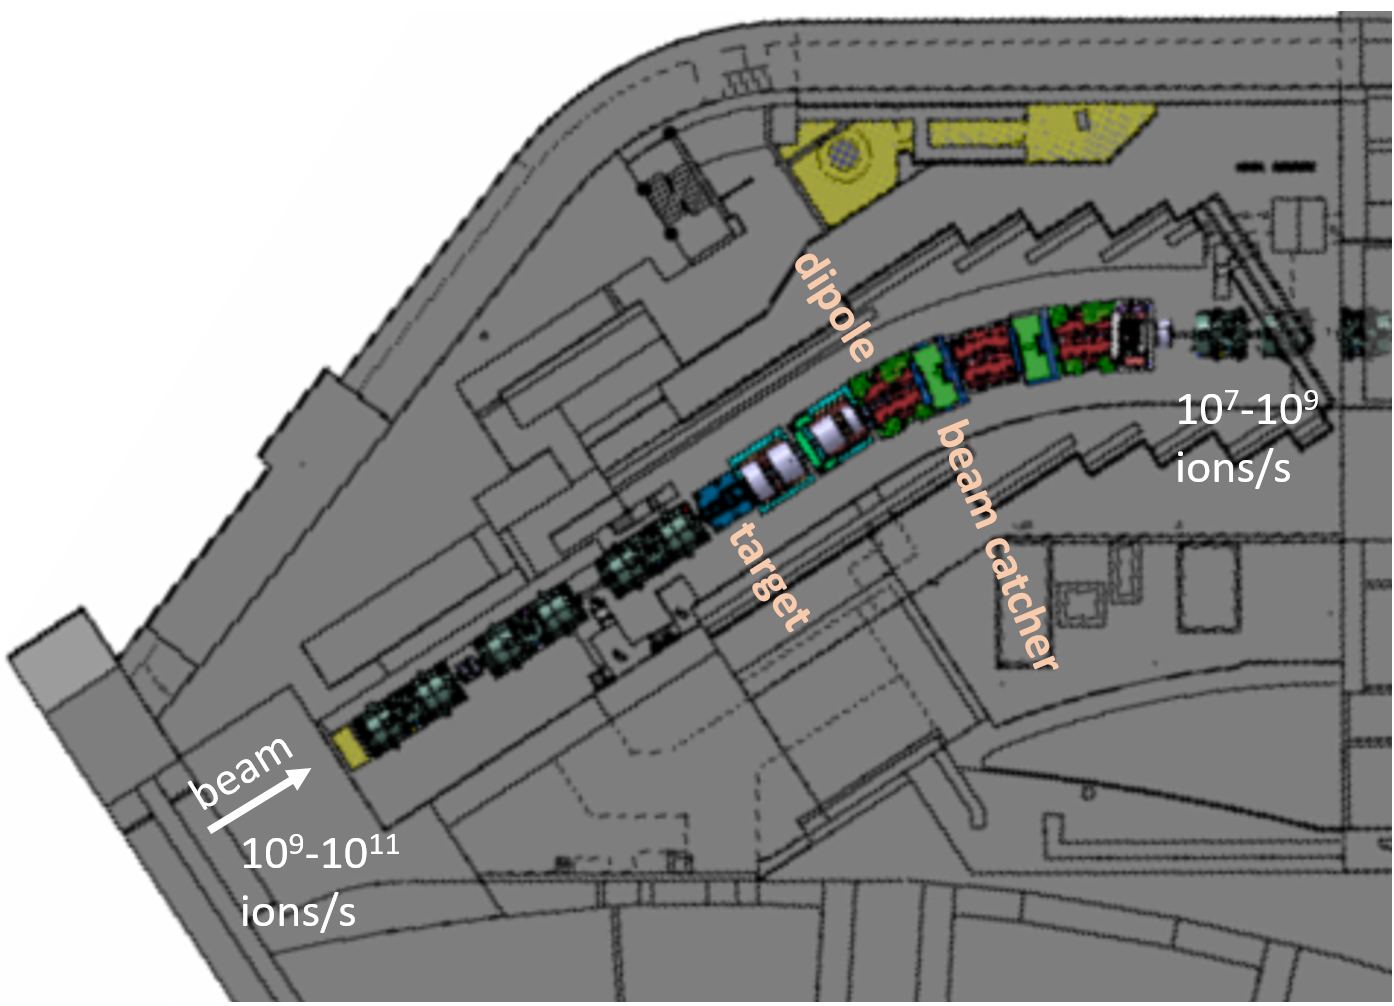 dipole
10⁷-10⁹
ions/s
beam catcher
target
beam
10⁹-10¹¹
ions/s